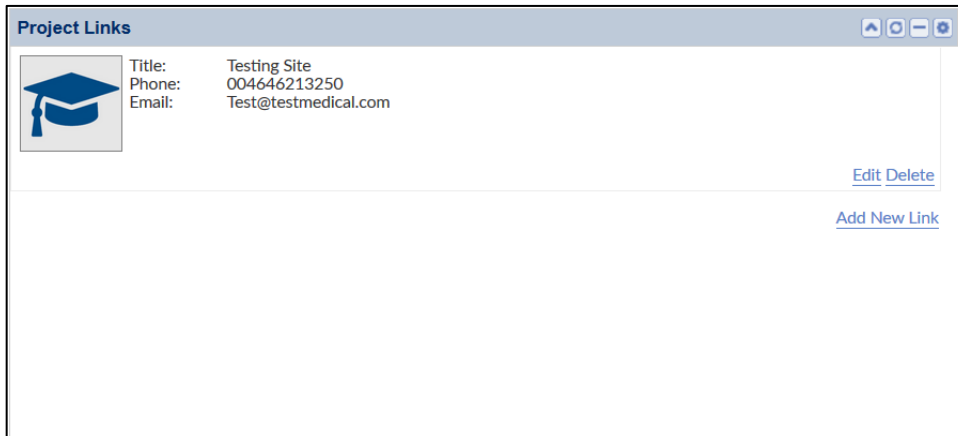 Project Links
Title: Testing Site
Phone: 004646213250
Email: Test@testmedical.com
Edit Delete
Add New Link